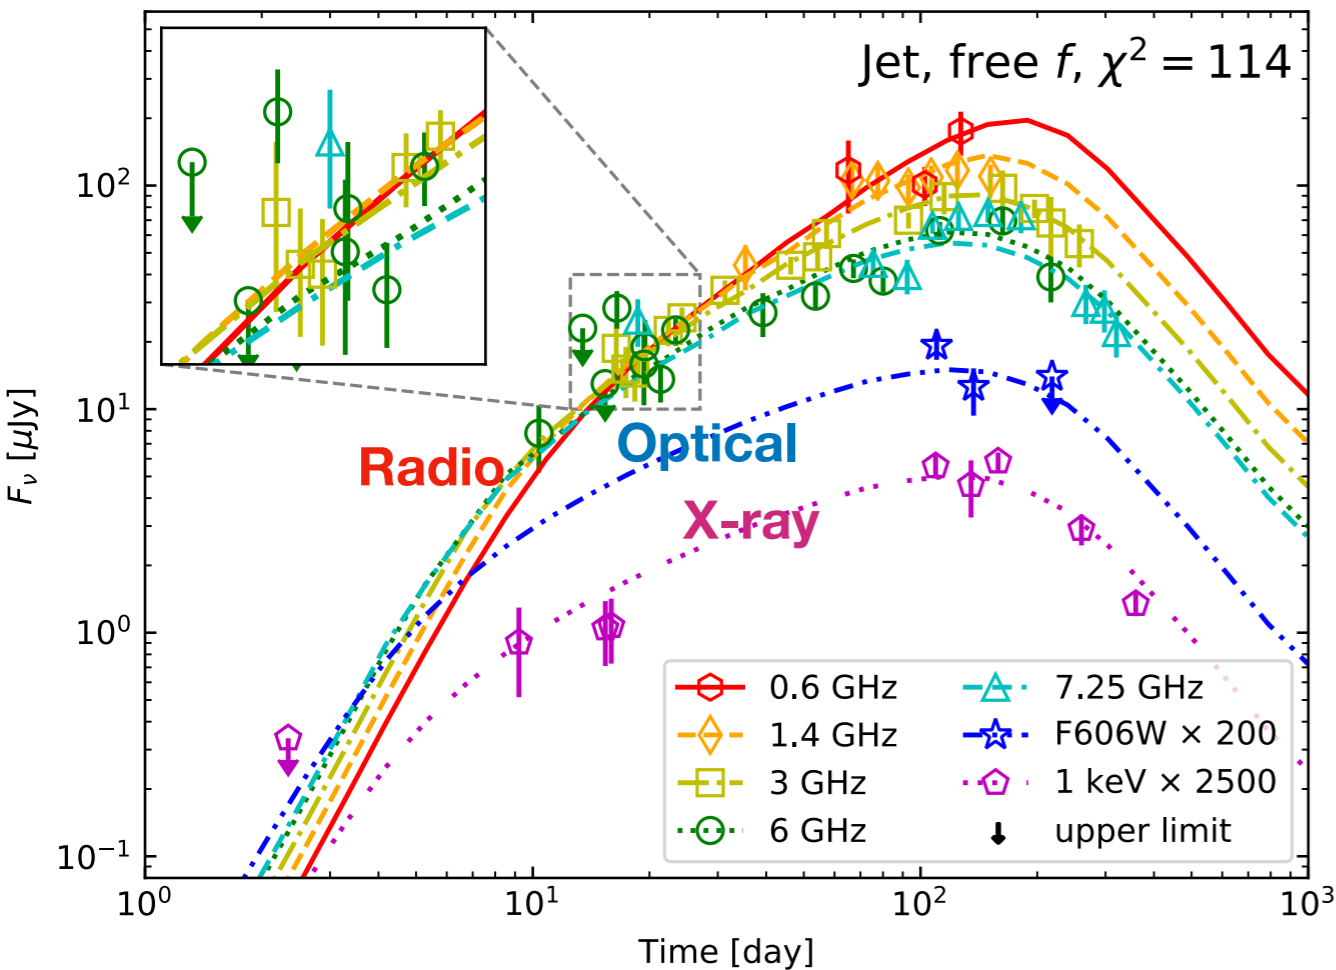 Jet, free f, χ² = 114
10²
10¹
10⁰
10⁻¹
F_ν [μJy]
Radio
Optical
X-ray
0.6 GHz
1.4 GHz
3 GHz
6 GHz
7.25 GHz
F606W × 200
1 keV × 2500
upper limit
10⁰ 10¹ 10² 10³
Time [day]